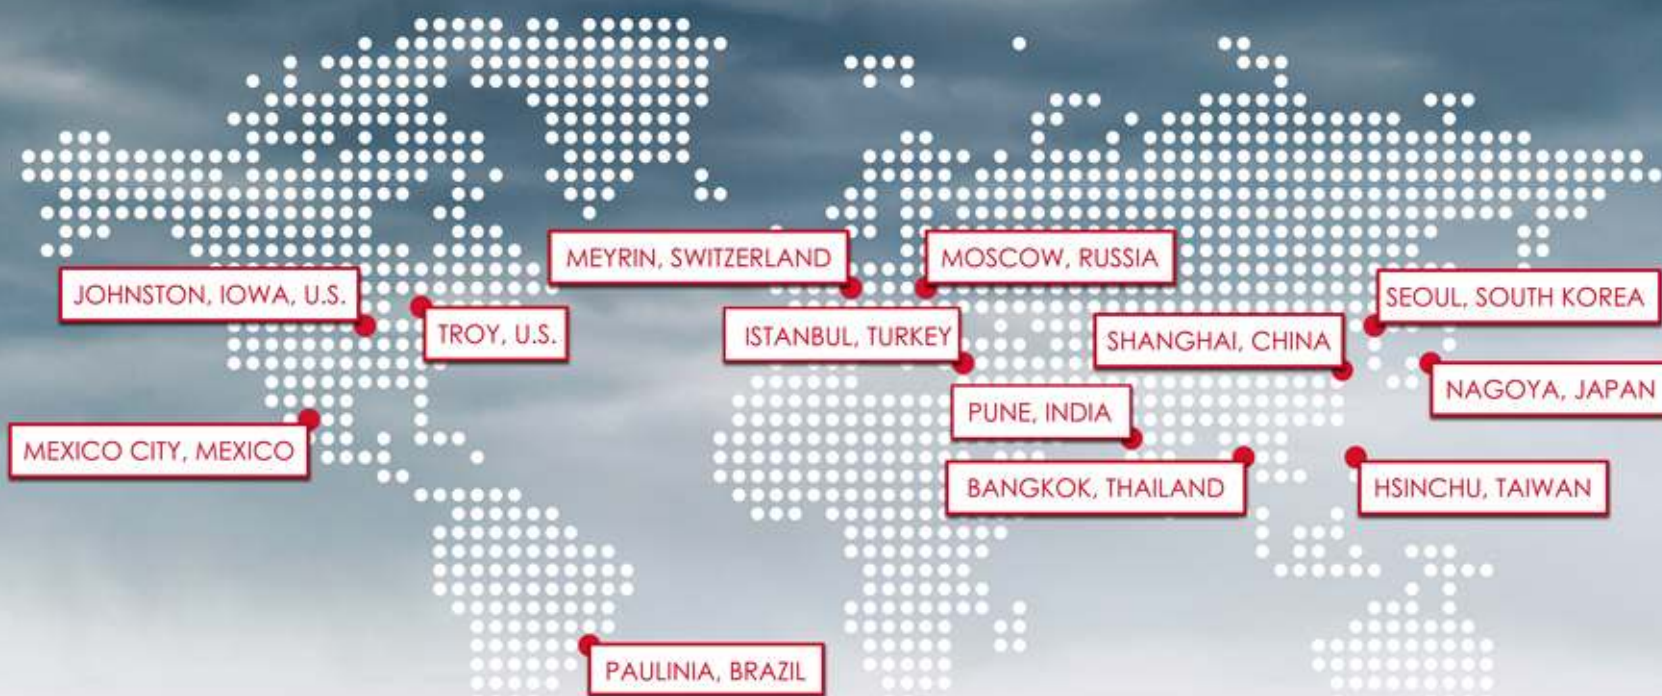 MEYRIN, SWITZERLAND
MOSCOW, RUSSIA
JOHNSTON, IOWA, U.S.
SEOUL, SOUTH KOREA
TROY, U.S.
ISTANBUL, TURKEY
SHANGHAI, CHINA
NAGOYA, JAPAN
PUNE, INDIA
MEXICO CITY, MEXICO
BANGKOK, THAILAND
HSINCHU, TAIWAN
PAULINIA, BRAZIL